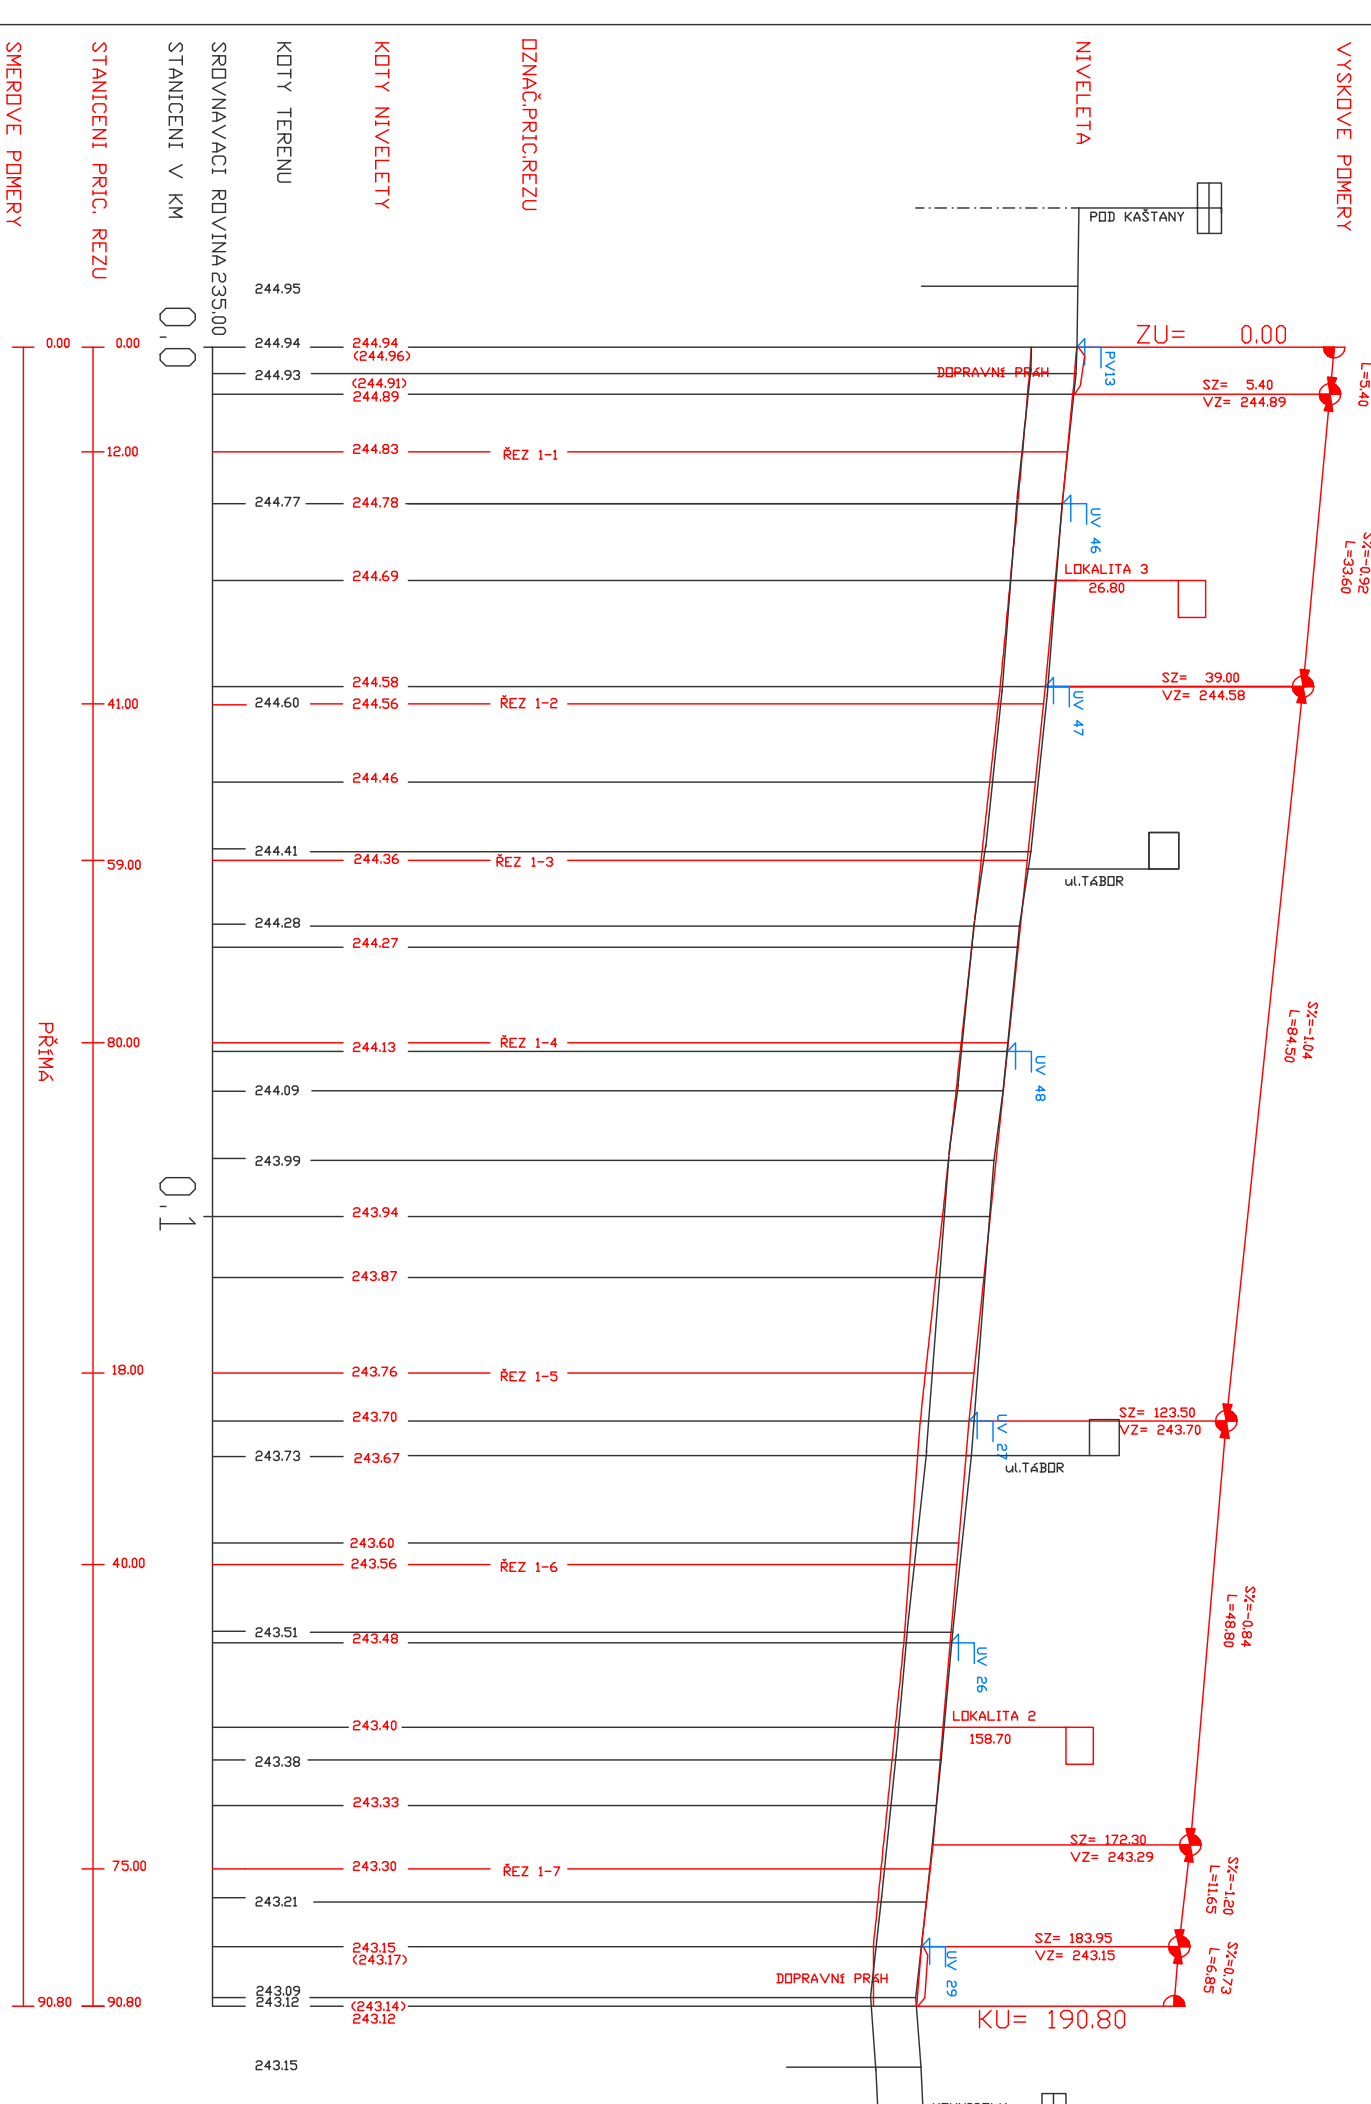 VYSKOVE POMERY
NIVELETA
OZNAČ.PRIC.REZU
KOTY NIVELETY
KOTY TERENU
SROVNAVACI ROVINA 235.00
STANICENI V KM
STANICENI PRIC. REZU
SMEROVE POMERY
POD KAŠTANY
244.95
0.0
ZU= 0.00
0.00
0.00
244.94
244.94
(244.96)
PV13
L=5.40
244.93
(244.91)
244.89
DOPRAVNÍ PRÁH
SZ= 5.40
VZ= 244.89
12.00
244.83
ŘEZ 1-1
244.77
244.78
UV 46
S%=-0.92
L=33.60
244.69
LOKALITA 3
26.80
244.58
SZ= 39.00
VZ= 244.58
UV 47
41.00
244.60
244.56
ŘEZ 1-2
244.46
244.41
59.00
244.36
ŘEZ 1-3
ul.TÁBOR
244.28
244.27
S%=-1.04
L=84.50
PŘÍMÁ
80.00
ŘEZ 1-4
244.13
UV 48
244.09
243.99
0.1
243.94
243.87
18.00
243.76
ŘEZ 1-5
243.70
SZ= 123.50
VZ= 243.70
UV 27
243.73
243.67
ul.TÁBOR
243.60
40.00
243.56
ŘEZ 1-6
S%=-0.84
L=48.80
243.51
243.48
UV 26
243.40
LOKALITA 2
158.70
243.38
243.33
SZ= 172.30
VZ= 243.29
75.00
243.30
ŘEZ 1-7
S%=-1.20
L=11.65
243.21
243.15
(243.17)
SZ= 183.95
VZ= 243.15
UV 29
S%=0.73
L=6.85
DOPRAVNÍ PRÁH
243.09
243.12
90.80
90.80
(243.14)
243.12
KU= 190.80
243.15